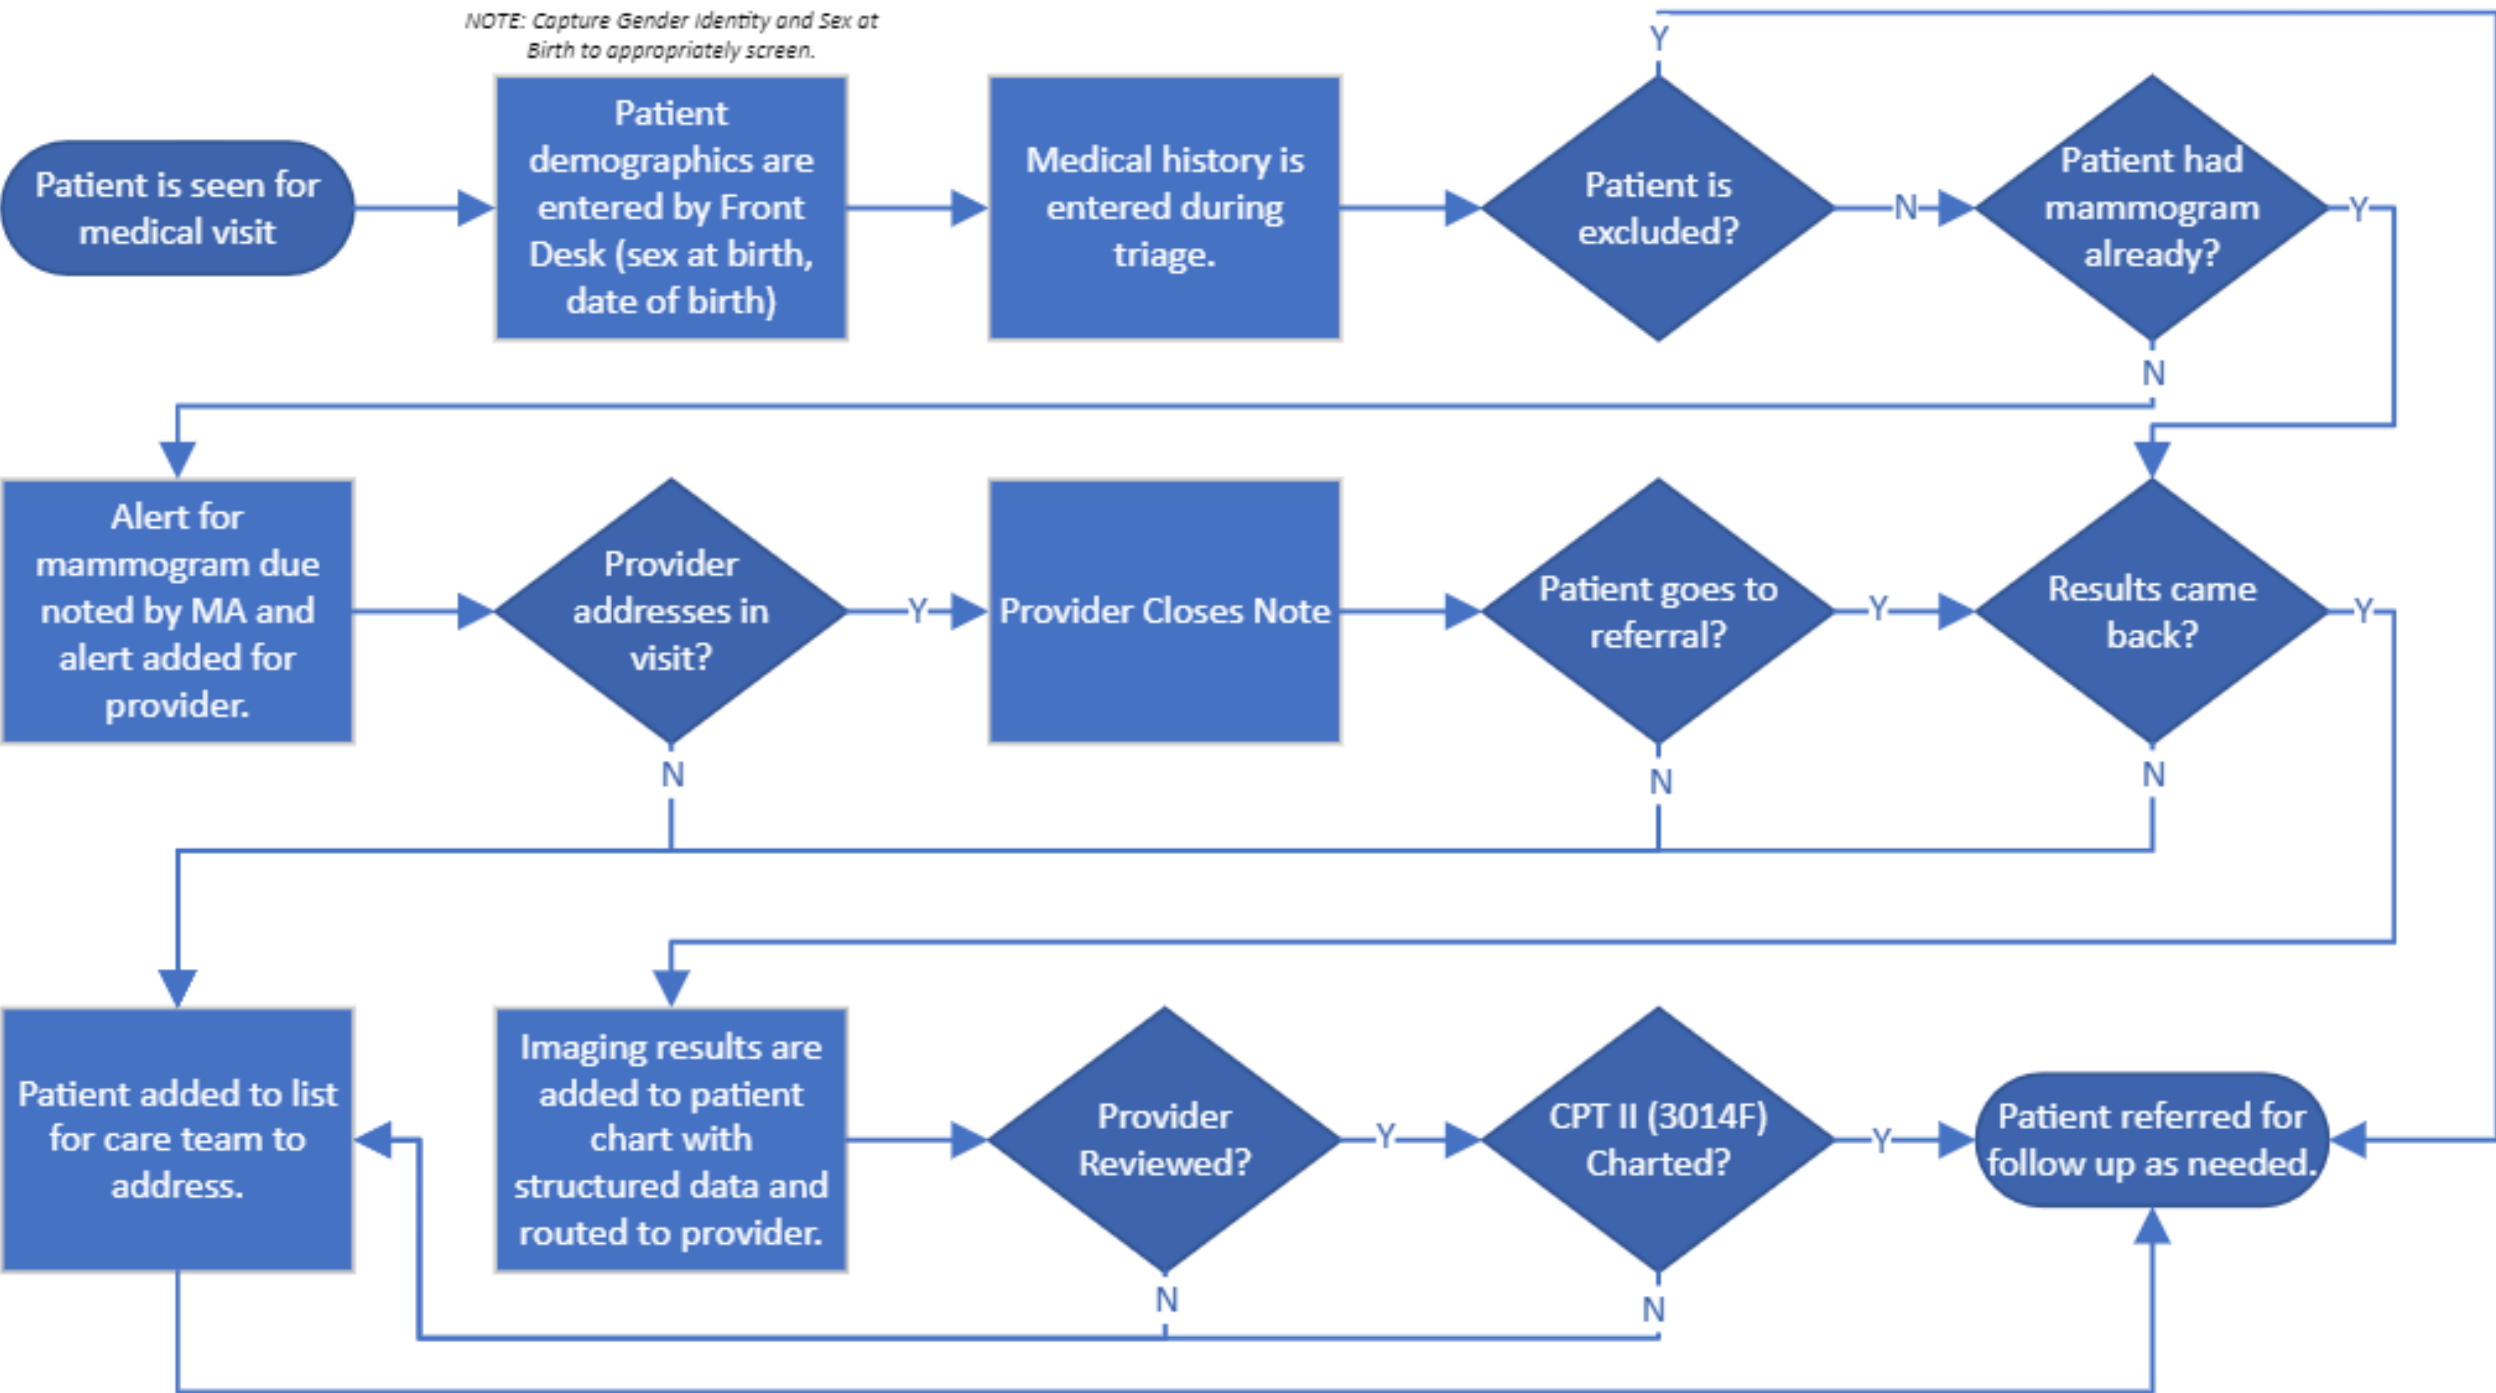 NOTE: Capture Gender Identity and Sex at
Birth to appropriately screen.
Patient is seen for
medical visit
Patient
demographics are
entered by Front
Desk (sex at birth,
date of birth)
Medical history is
entered during
triage.
Y
Patient is
excluded?
N
Patient had
mammogram
already?
Y
N
Alert for
mammogram due
noted by MA and
alert added for
provider.
Provider
addresses in
visit?
Y
N
Provider Closes Note
Patient goes to
referral?
Y
N
Results came
back?
Y
N
Patient added to list
for care team to
address.
Imaging results are
added to patient
chart with
structured data and
routed to provider.
Provider
Reviewed?
Y
N
CPT II (3014F)
Charted?
Y
N
Patient referred for
follow up as needed.